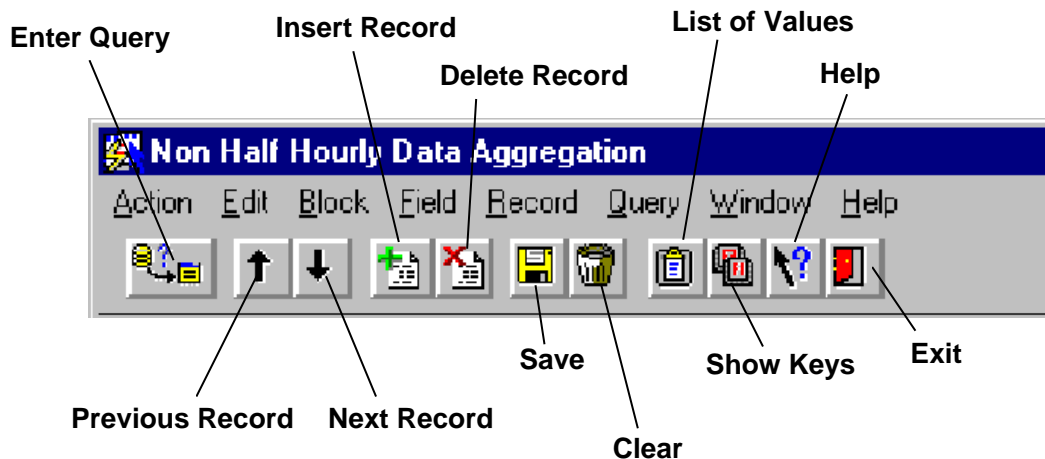 Insert Record
List of Values
Enter Query
Delete Record
Help
Non Half Hourly Data Aggregation
Action Edit Block Field Record Query Window Help
Save
Show Keys
Exit
Previous Record
Next Record
Clear